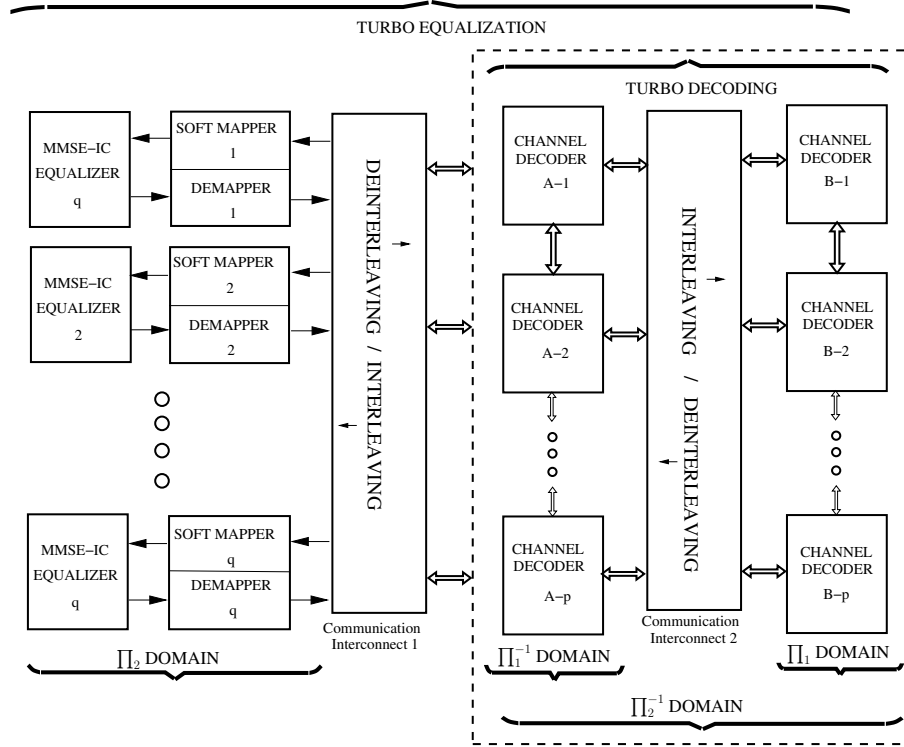 TURBO EQUALIZATION
TURBO DECODING
MMSE−IC
EQUALIZER
q
SOFT MAPPER
1
DEMAPPER
1
MMSE−IC
EQUALIZER
2
SOFT MAPPER
2
DEMAPPER
2
MMSE−IC
EQUALIZER
q
SOFT MAPPER
q
DEMAPPER
q
DEINTERLEAVING / INTERLEAVING
Communication
Interconnect 1
CHANNEL
DECODER
A−1
CHANNEL
DECODER
A−2
CHANNEL
DECODER
A−p
INTERLEAVING / DEINTERLEAVING
Communication
Interconnect 2
CHANNEL
DECODER
B−1
CHANNEL
DECODER
B−2
CHANNEL
DECODER
B−p
∏₂ DOMAIN
∏₁⁻¹ DOMAIN
∏₁ DOMAIN
∏₂⁻¹ DOMAIN